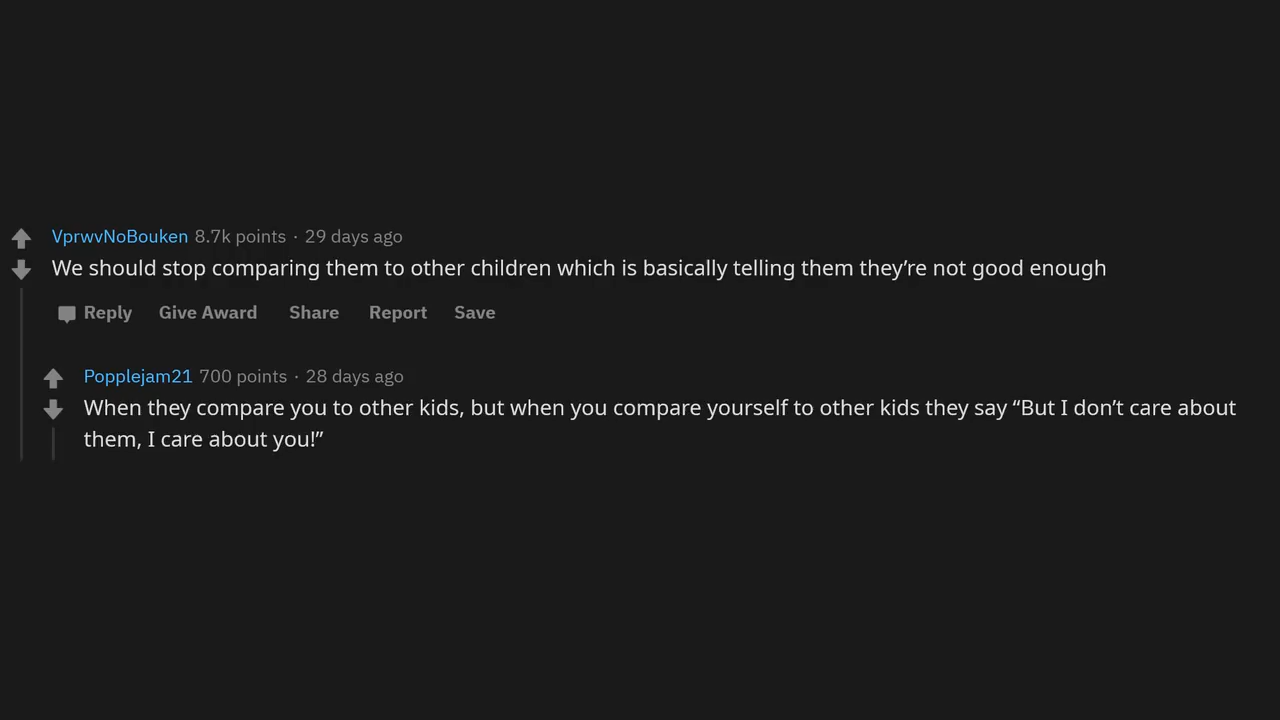 VprwvNoBouken 8.7k points · 29 days ago
We should stop comparing them to other children which is basically telling them they’re not good enough
Reply Give Award Share Report Save
Popplejam21 700 points · 28 days ago
When they compare you to other kids, but when you compare yourself to other kids they say “But I don’t care about
them, I care about you!”